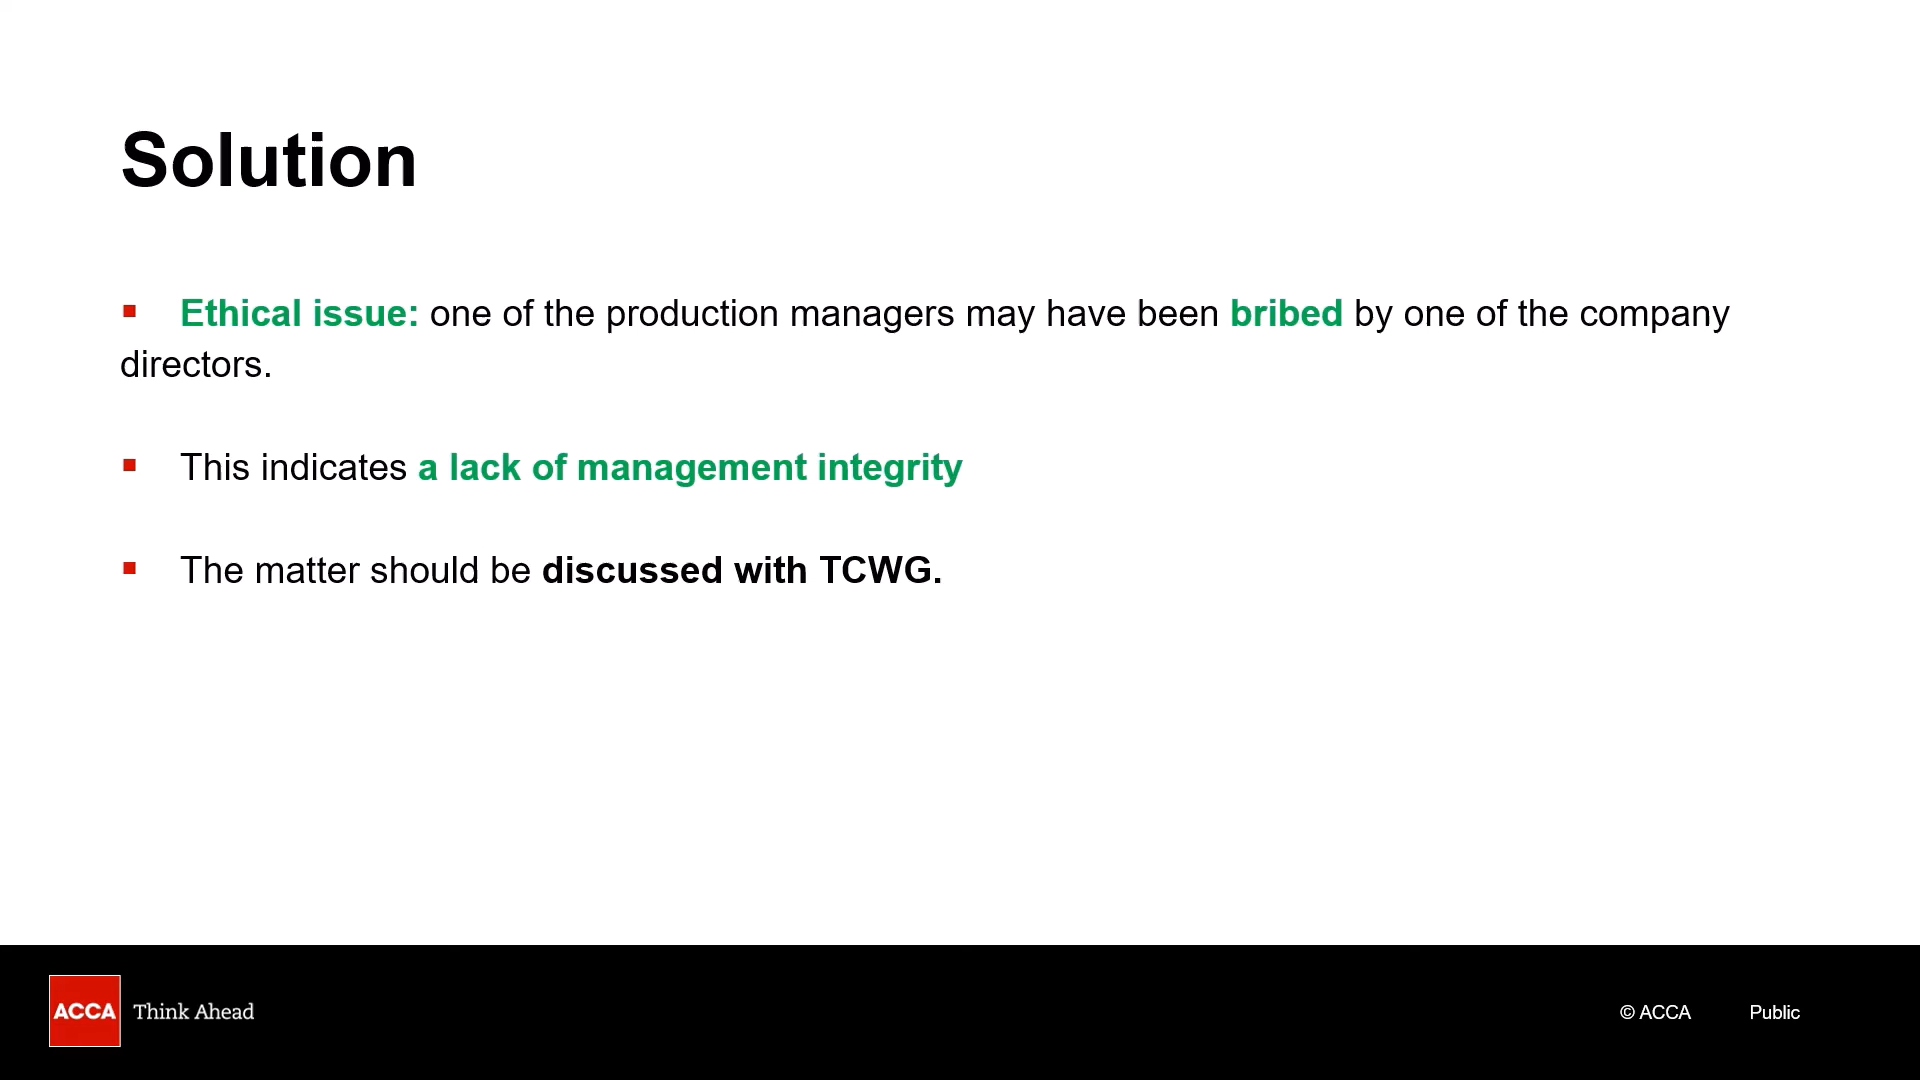 Solution
▪ Ethical issue: one of the production managers may have been bribed by one of the company
directors.
▪ This indicates a lack of management integrity
▪ The matter should be discussed with TCWG.
ACCA Think Ahead
© ACCA Public